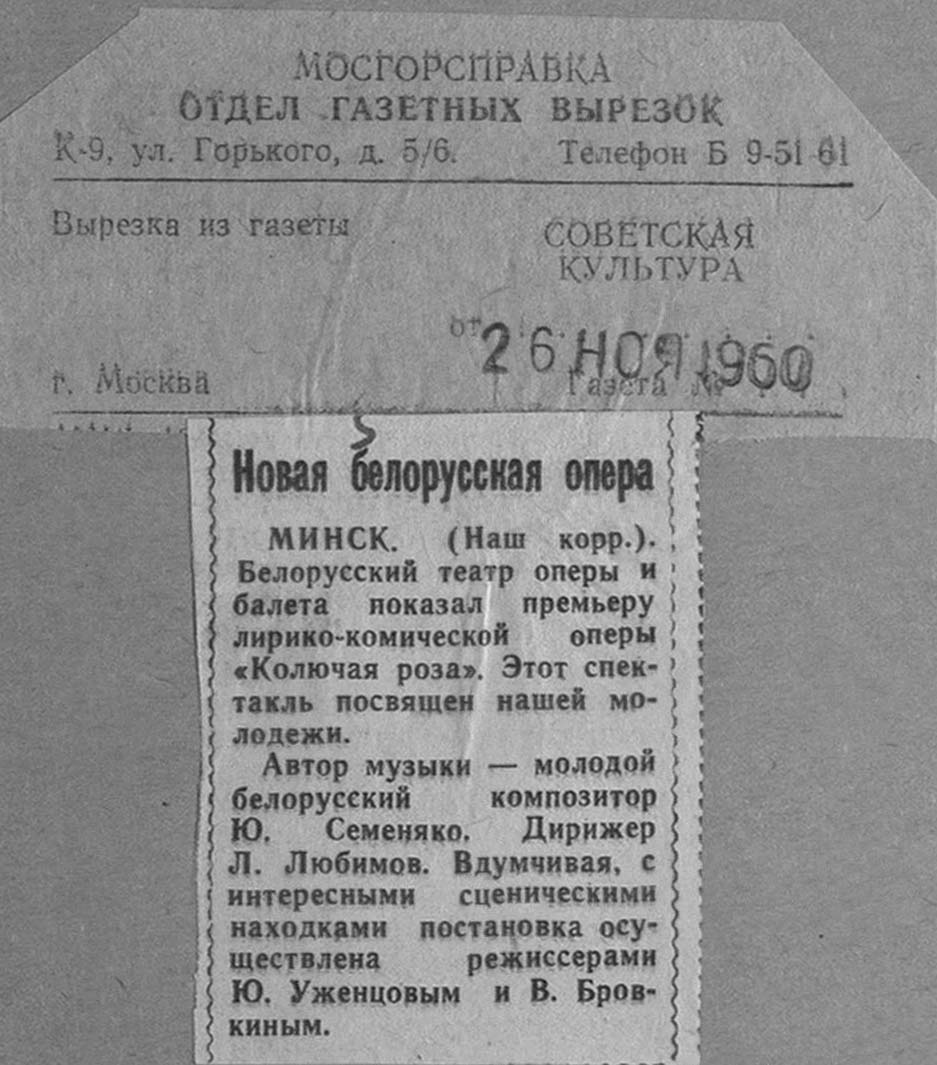 МОСГОРСПРАВКА
ОТДЕЛ ГАЗЕТНЫХ ВЫРЕЗОК
К-9, ул. Горького, д. 5/6. Телефон Б 9-51-61
Вырезка из газеты
СОВЕТСКАЯ
КУЛЬТУРА
от 26 НОЯ 1960
г. Москва Газета №
Новая белорусская опера
МИНСК. (Наш корр.).
Белорусский театр оперы и
балета показал премьеру
лирико-комической оперы
«Колючая роза». Этот спек-
такль посвящен нашей мо-
лодежи.
Автор музыки — молодой
белорусский композитор
Ю. Семеняко. Дирижер
Л. Любимов. Вдумчивая, с
интересными сценическими
находками постановка осу-
ществлена режиссерами
Ю. Уженцовым и В. Бров-
киным.